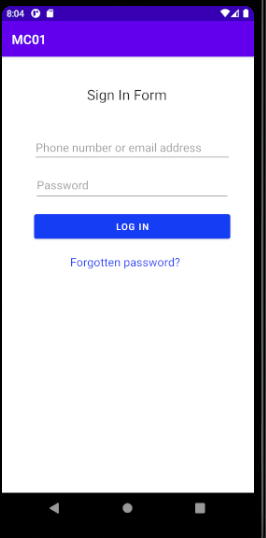 8:04
MC01
Sign In Form
Phone number or email address
Password
LOG IN
Forgotten password?